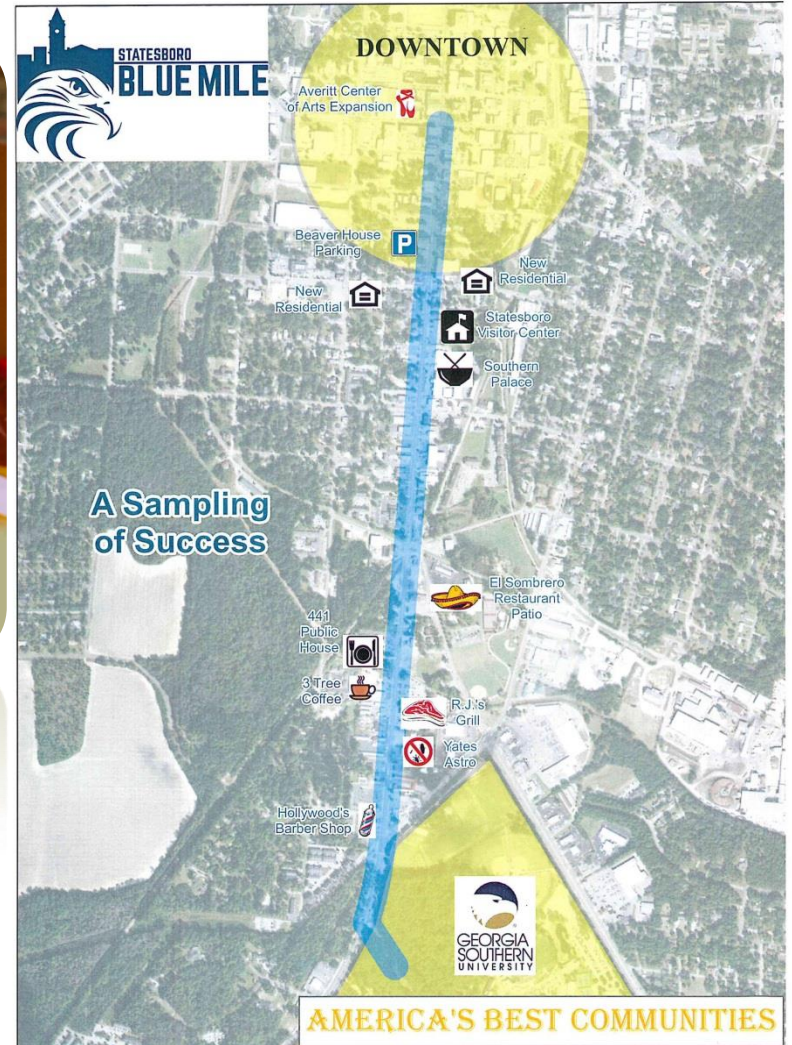 STATESBORO
BLUE MILE
DOWNTOWN
Averitt Center
of Arts Expansion
Beaver House
Parking
P
New
Residential
New
Residential
Statesboro
Visitor Center
Southern
Palace
A Sampling
of Success
El Sombrero
Restaurant
Patio
441
Public
House
3 Tree
Coffee
R.J.'s
Grill
Yates
Astro
Hollywood's
Barber Shop
GEORGIA
SOUTHERN
UNIVERSITY
AMERICA'S BEST COMMUNITIES